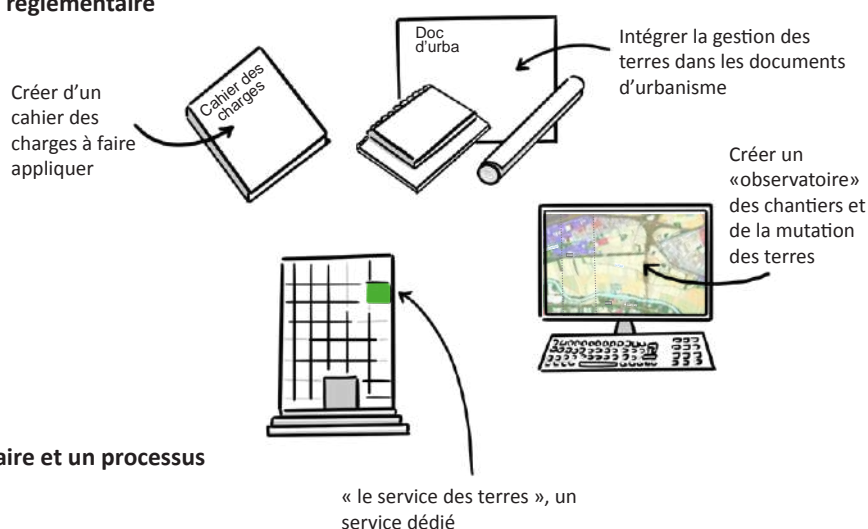 réglementaire
Doc
d'urba
Intégrer la gestion des
terres dans les documents
d'urbanisme
Cahier des
charges
Créer d'un
cahier des
charges à faire
appliquer
Créer un
«observatoire»
des chantiers et
de la mutation
des terres
aire et un processus
« le service des terres », un
service dédié